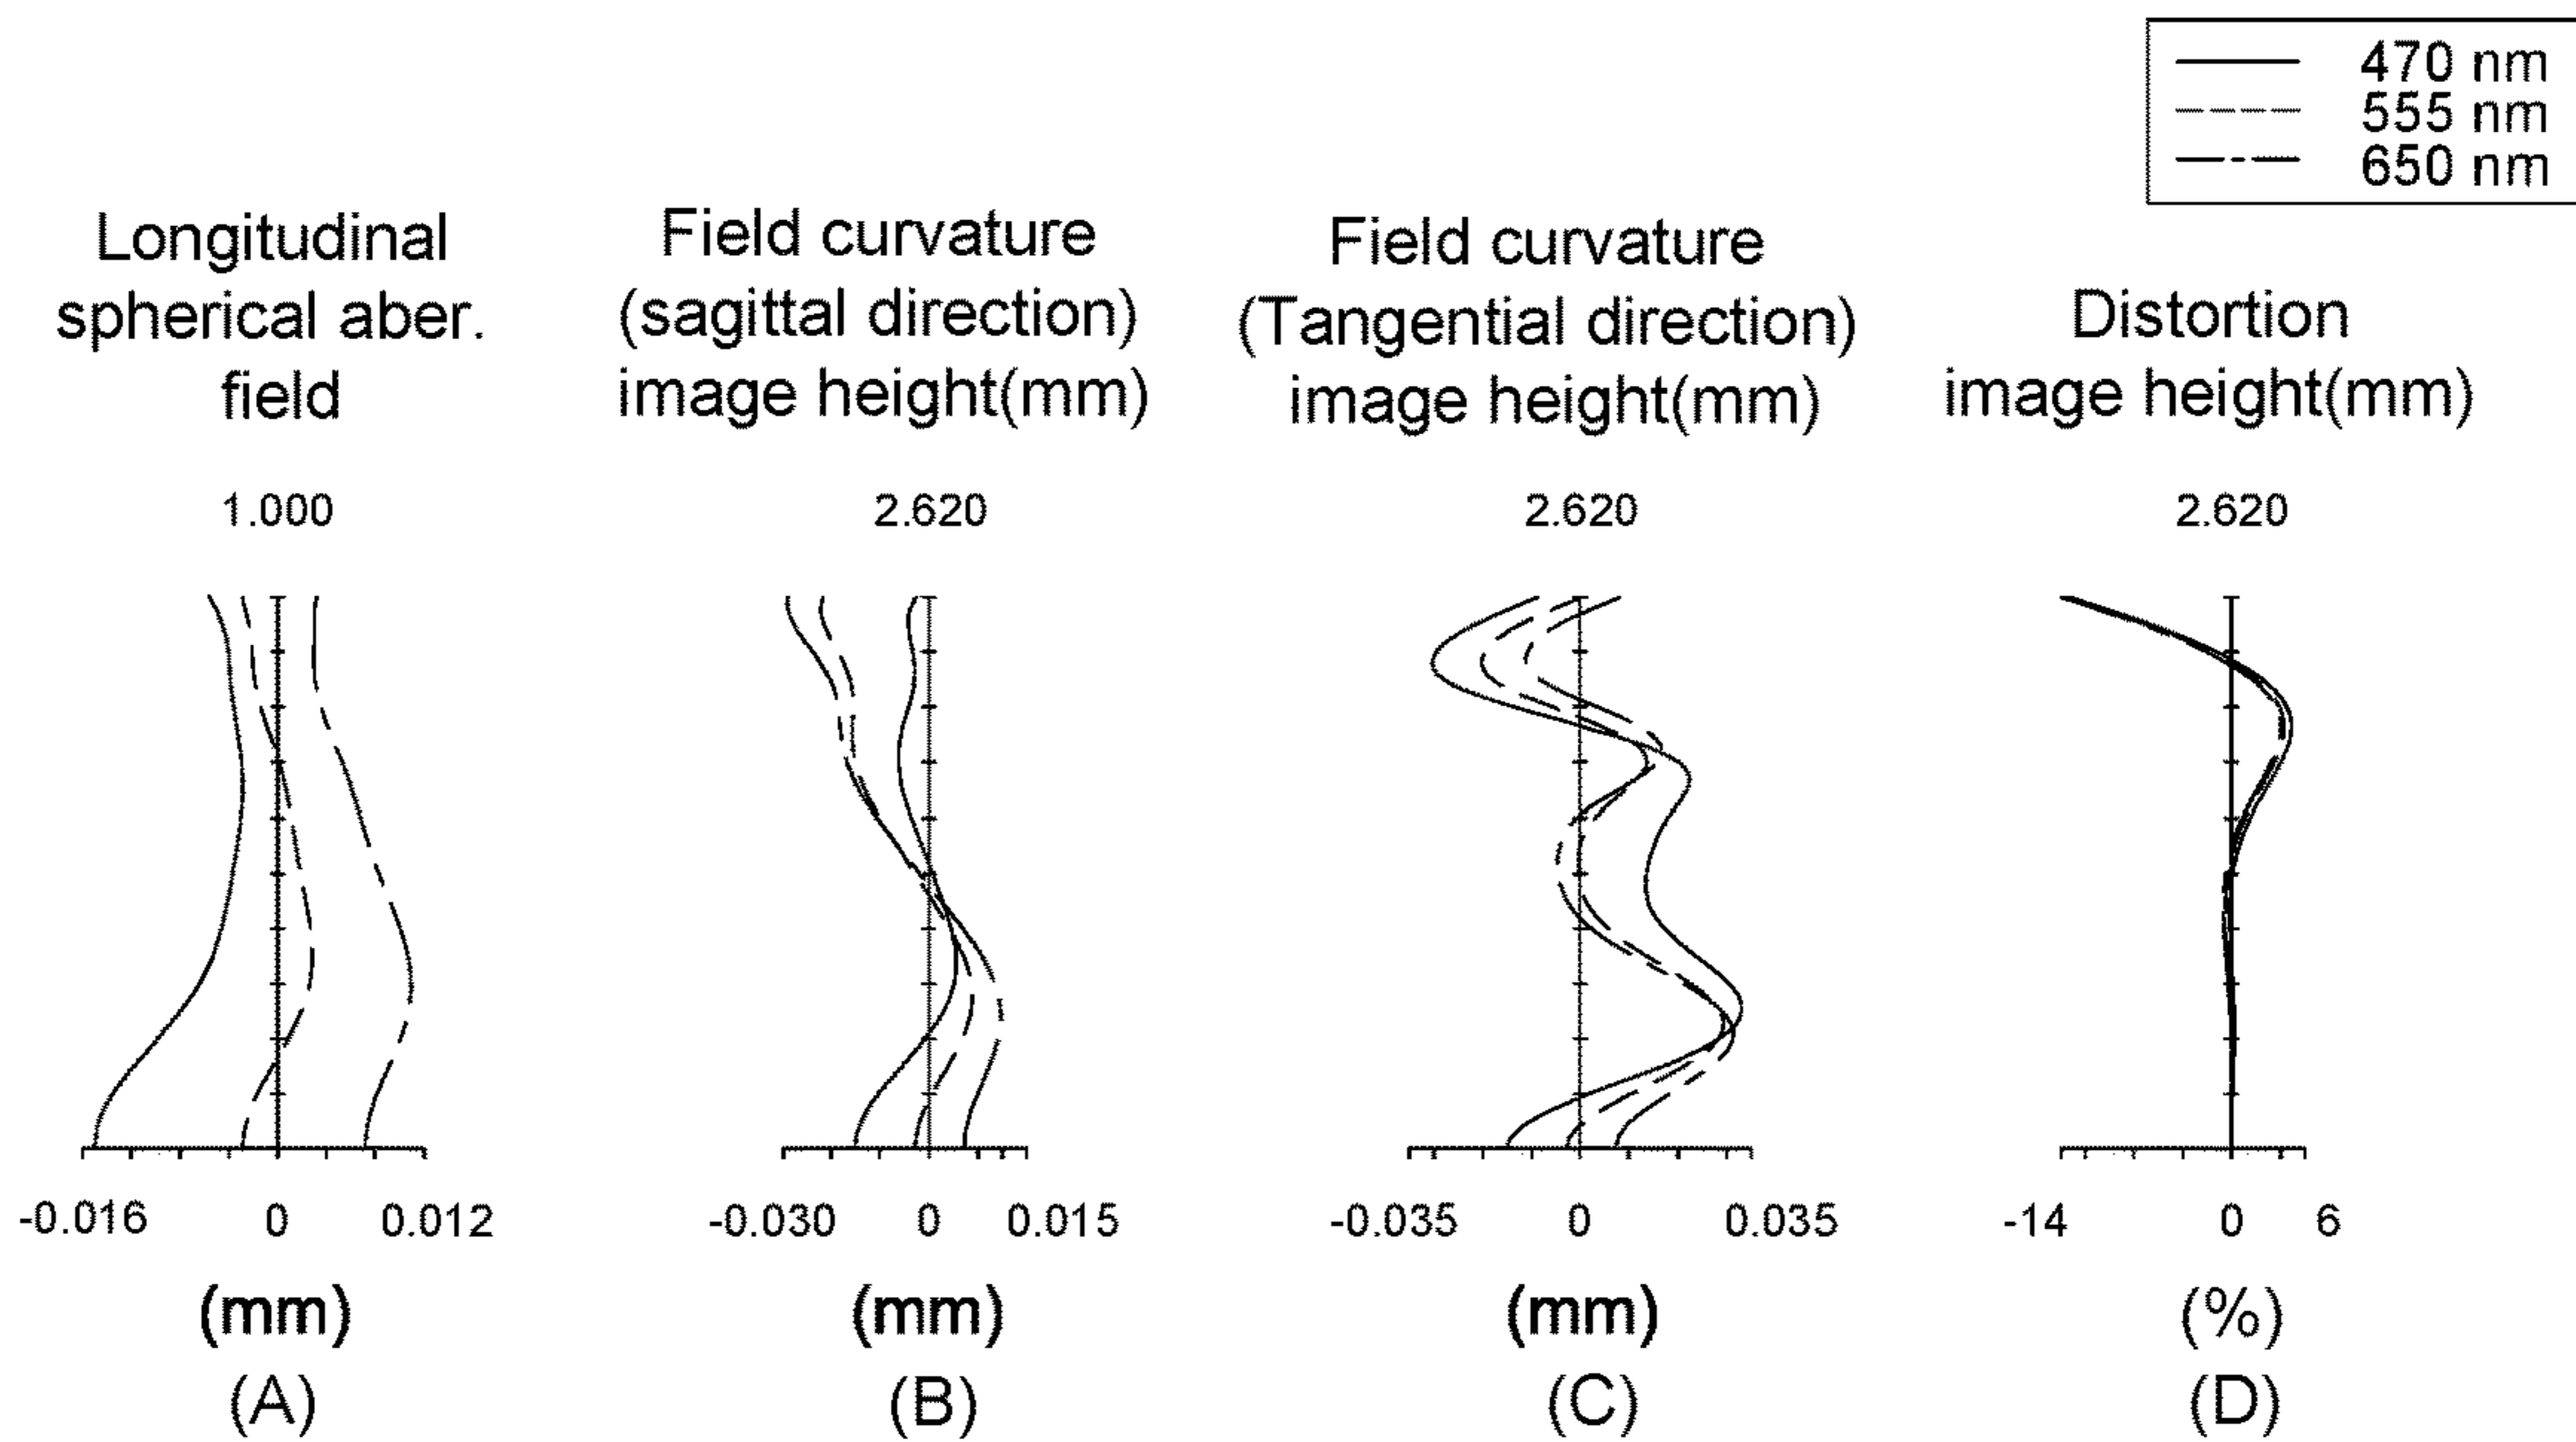 470 nm
555 nm
650 nm
Longitudinal
spherical aber.
field
1.000
-0.016 0 0.012
(mm)
(A)
Field curvature
(sagittal direction)
image height(mm)
2.620
-0.030 0 0.015
(mm)
(B)
Field curvature
(Tangential direction)
image height(mm)
2.620
-0.035 0 0.035
(mm)
(C)
Distortion
image height(mm)
2.620
-14 0 6
(%)
(D)